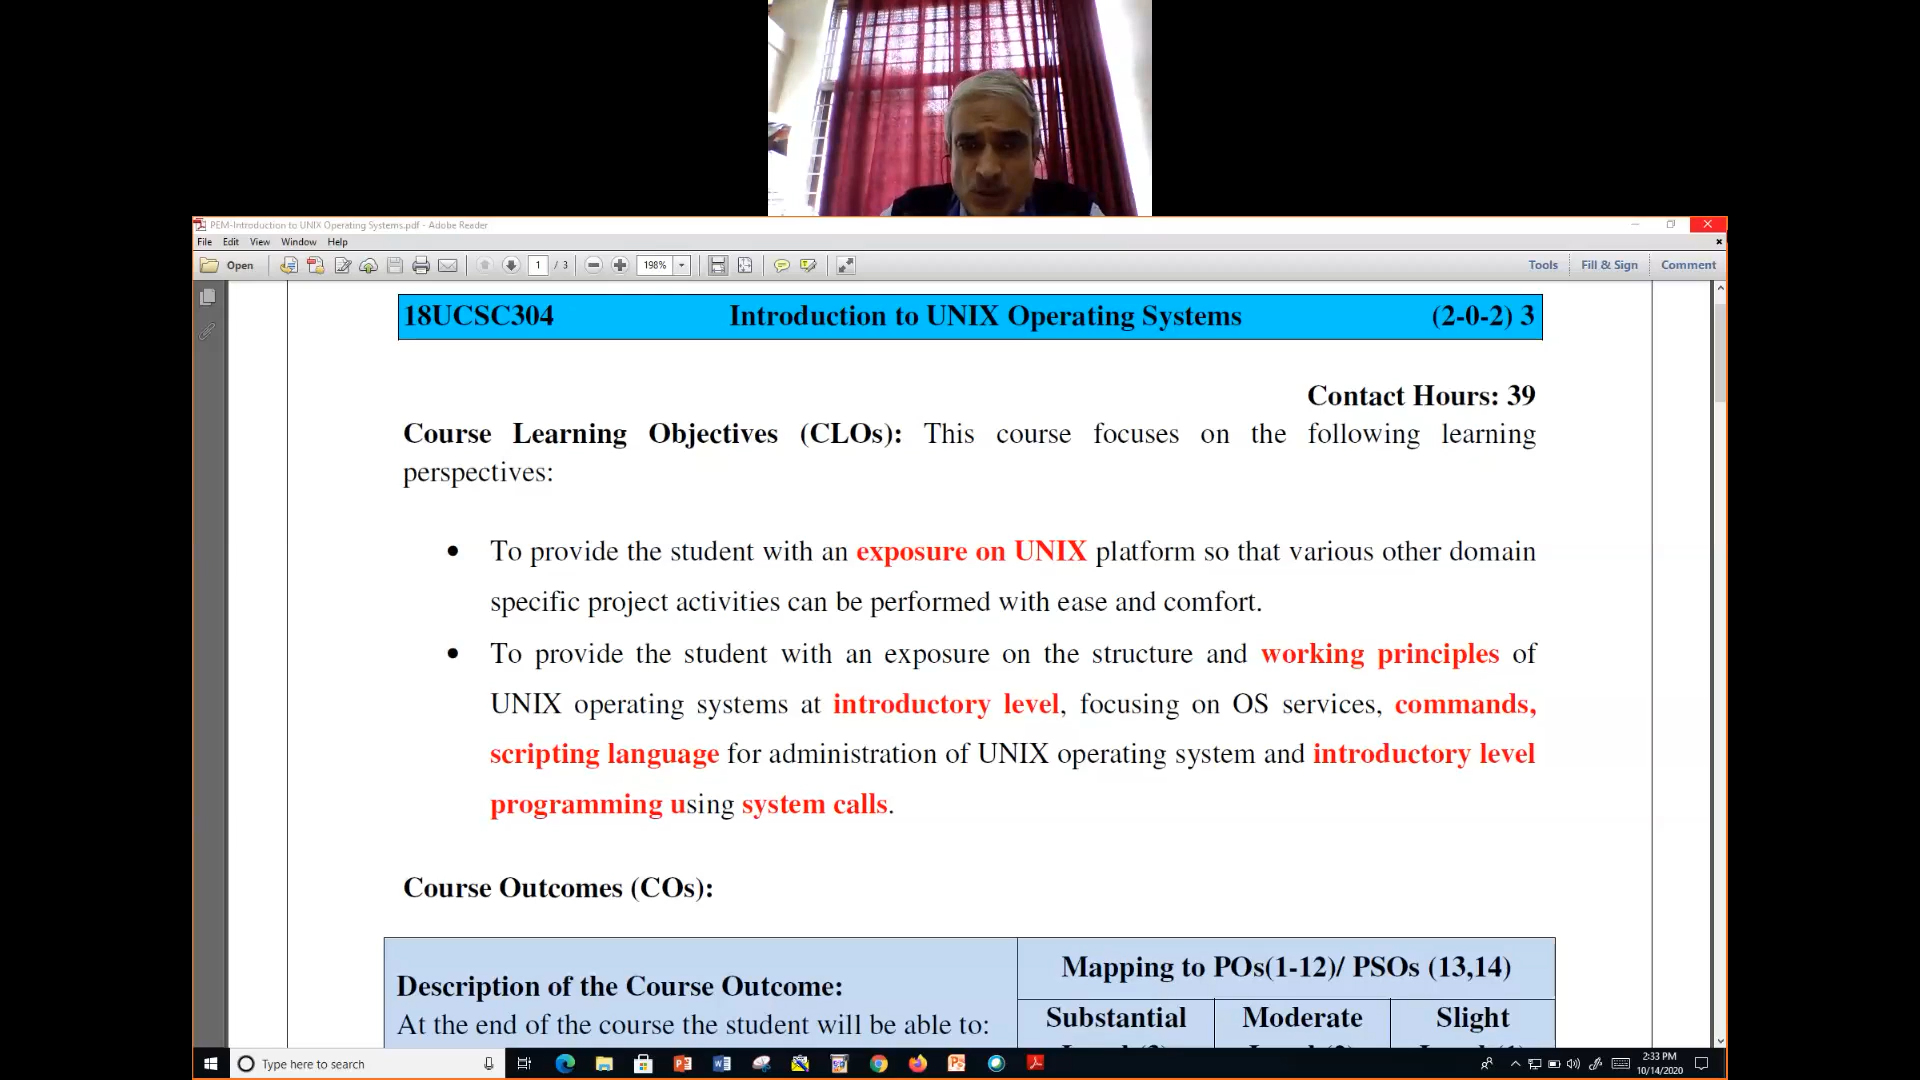 PEM-Introduction to UNIX Operating Systems.pdf - Adobe Reader
File Edit View Window Help
Open 1 / 3 198% Tools Fill & Sign Comment
18UCSC304 Introduction to UNIX Operating Systems (2-0-2) 3
Contact Hours: 39
Course Learning Objectives (CLOs): This course focuses on the following learning
perspectives:
• To provide the student with an exposure on UNIX platform so that various other domain
specific project activities can be performed with ease and comfort.
• To provide the student with an exposure on the structure and working principles of
UNIX operating systems at introductory level, focusing on OS services, commands,
scripting language for administration of UNIX operating system and introductory level
programming using system calls.
Course Outcomes (COs):
Mapping to POs(1-12)/ PSOs (13,14)
Description of the Course Outcome:
At the end of the course the student will be able to:
Substantial Moderate Slight
Type here to search
2:33 PM
10/14/2020